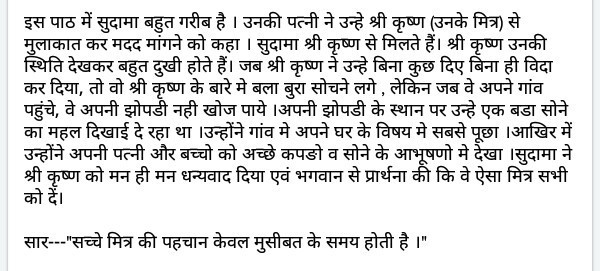 इस पाठ में सुदामा बहुत गरीब है । उनकी पत्नी ने उन्हे श्री कृष्ण (उनके मित्र) से
मुलाकात कर मदद मांगने को कहा । सुदामा श्री कृष्ण से मिलते हैं। श्री कृष्ण उनकी
स्थिति देखकर बहुत दुखी होते हैं। जब श्री कृष्ण ने उन्हे बिना कुछ दिए बिना ही विदा
कर दिया, तो वो श्री कृष्ण के बारे मे बला बुरा सोचने लगे , लेकिन जब वे अपने गांव
पहुंचे, वे अपनी झोपडी नही खोज पाये ।अपनी झोपडी के स्थान पर उन्हे एक बडा सोने
का महल दिखाई दे रहा था ।उन्होंने गांव मे अपने घर के विषय मे सबसे पूछा ।आखिर में
उन्होंने अपनी पत्नी और बच्चो को अच्छे कपङो व सोने के आभूषणो मे देखा ।सुदामा ने
श्री कृष्ण को मन ही मन धन्यवाद दिया एवं भगवान से प्रार्थना की कि वे ऐसा मित्र सभी
को दें।
सार---"सच्चे मित्र की पहचान केवल मुसीबत के समय होती है ।"